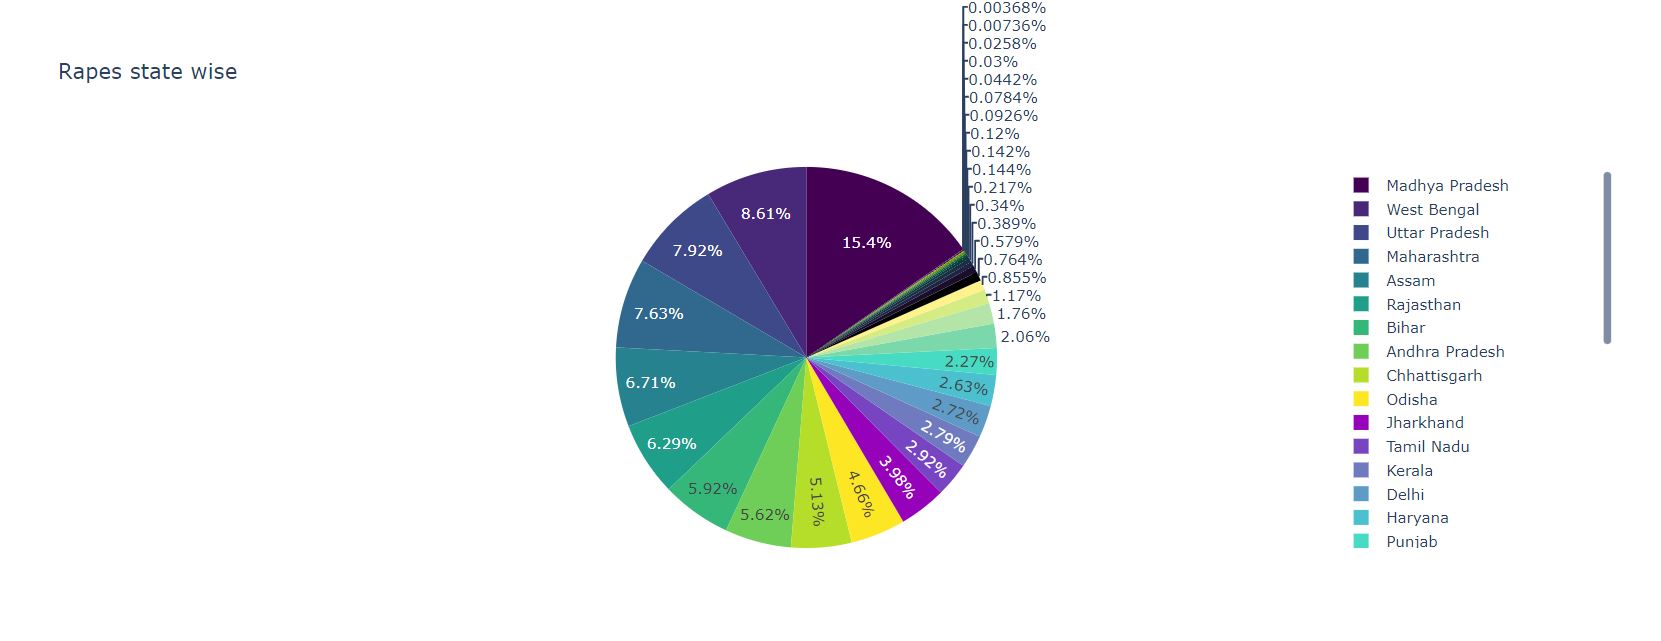 Rapes state wise
0.00368%
0.00736%
0.0258%
0.03%
0.0442%
0.0784%
0.0926%
0.12%
0.142%
0.144%
0.217%
0.34%
0.389%
0.579%
0.764%
0.855%
1.17%
1.76%
2.06%
2.27%
2.63%
2.72%
2.79%
2.92%
3.98%
4.66%
5.13%
5.62%
5.92%
6.29%
6.71%
7.63%
7.92%
8.61%
15.4%
Madhya Pradesh
West Bengal
Uttar Pradesh
Maharashtra
Assam
Rajasthan
Bihar
Andhra Pradesh
Chhattisgarh
Odisha
Jharkhand
Tamil Nadu
Kerala
Delhi
Haryana
Punjab